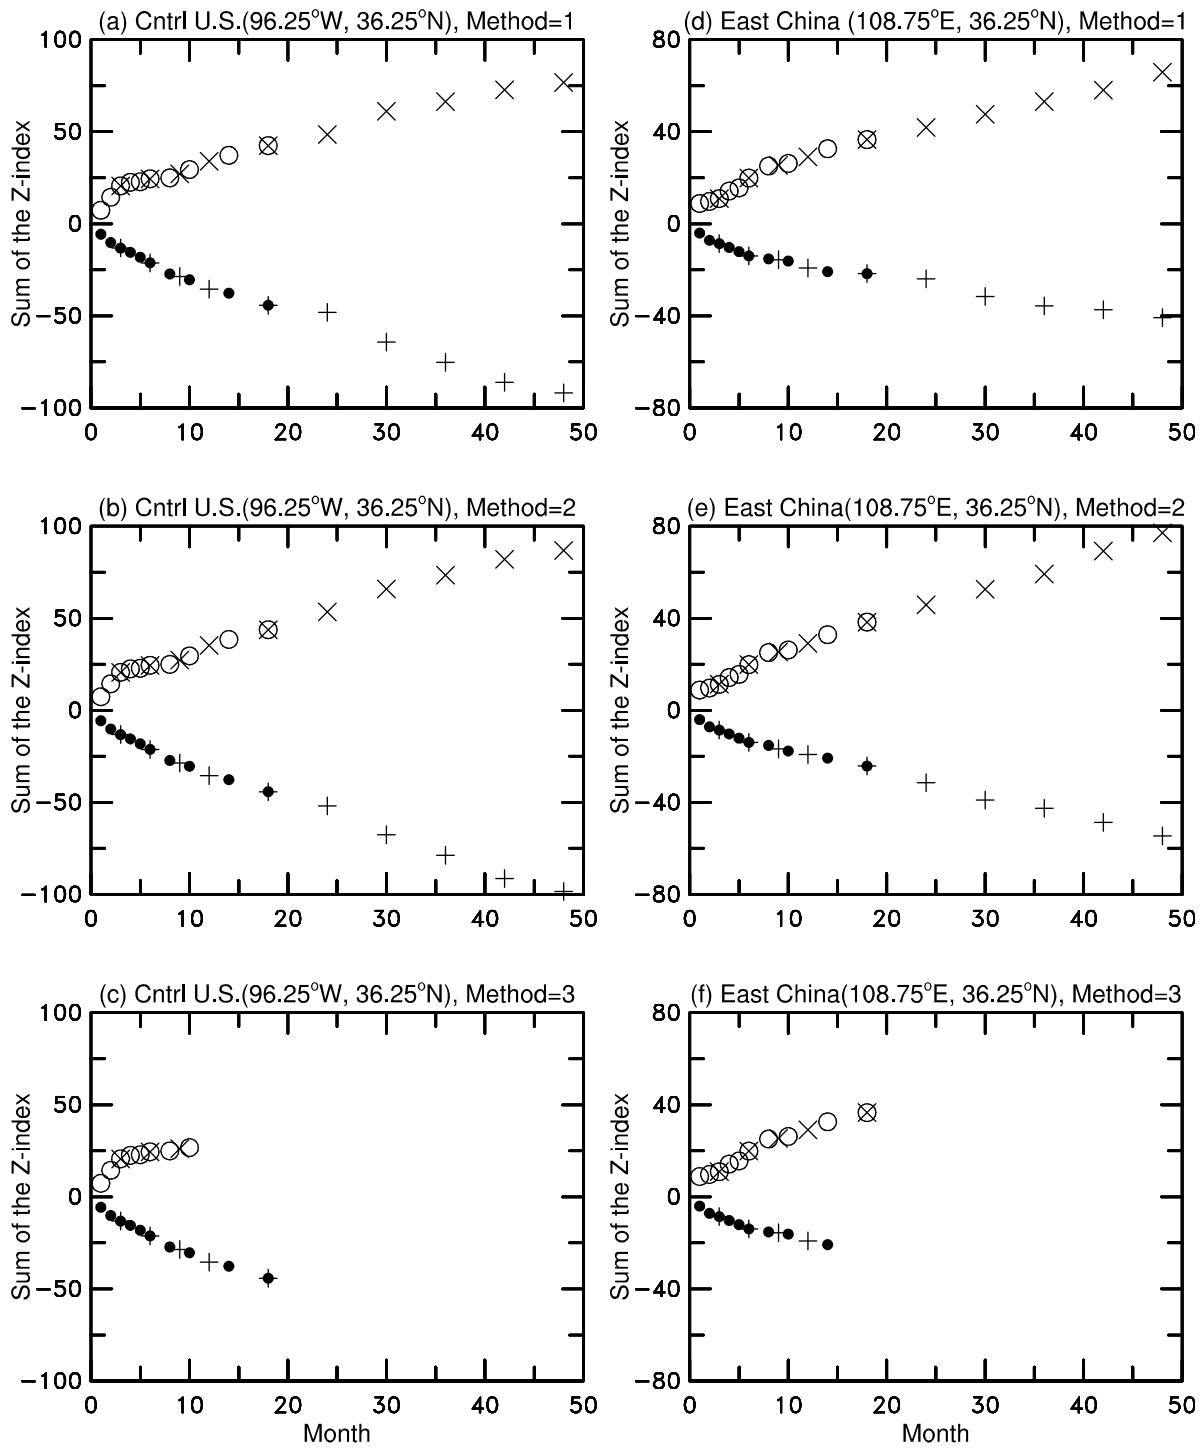 (a) Cntrl U.S.(96.25°W, 36.25°N), Method=1
100
50
0
−50
−100
Sum of the Z-index
0 10 20 30 40 50
(d) East China (108.75°E, 36.25°N), Method=1
80
40
0
−40
−80
Sum of the Z-index
0 10 20 30 40 50
(b) Cntrl U.S.(96.25°W, 36.25°N), Method=2
100
50
0
−50
−100
Sum of the Z-index
0 10 20 30 40 50
(e) East China(108.75°E, 36.25°N), Method=2
80
40
0
−40
−80
Sum of the Z-index
0 10 20 30 40 50
(c) Cntrl U.S.(96.25°W, 36.25°N), Method=3
100
50
0
−50
−100
Sum of the Z-index
0 10 20 30 40 50
Month
(f) East China(108.75°E, 36.25°N), Method=3
80
40
0
−40
−80
Sum of the Z-index
0 10 20 30 40 50
Month